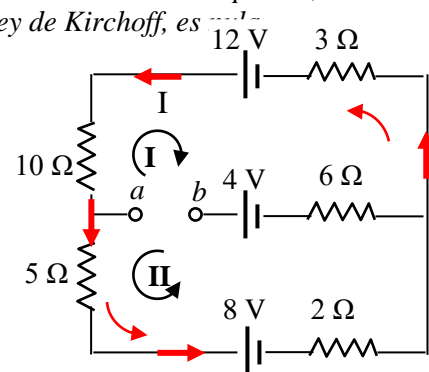 ey de Kirchoff, es
12 V
3 Ω
I
10 Ω
I
a
b
4 V
6 Ω
5 Ω
II
8 V
2 Ω